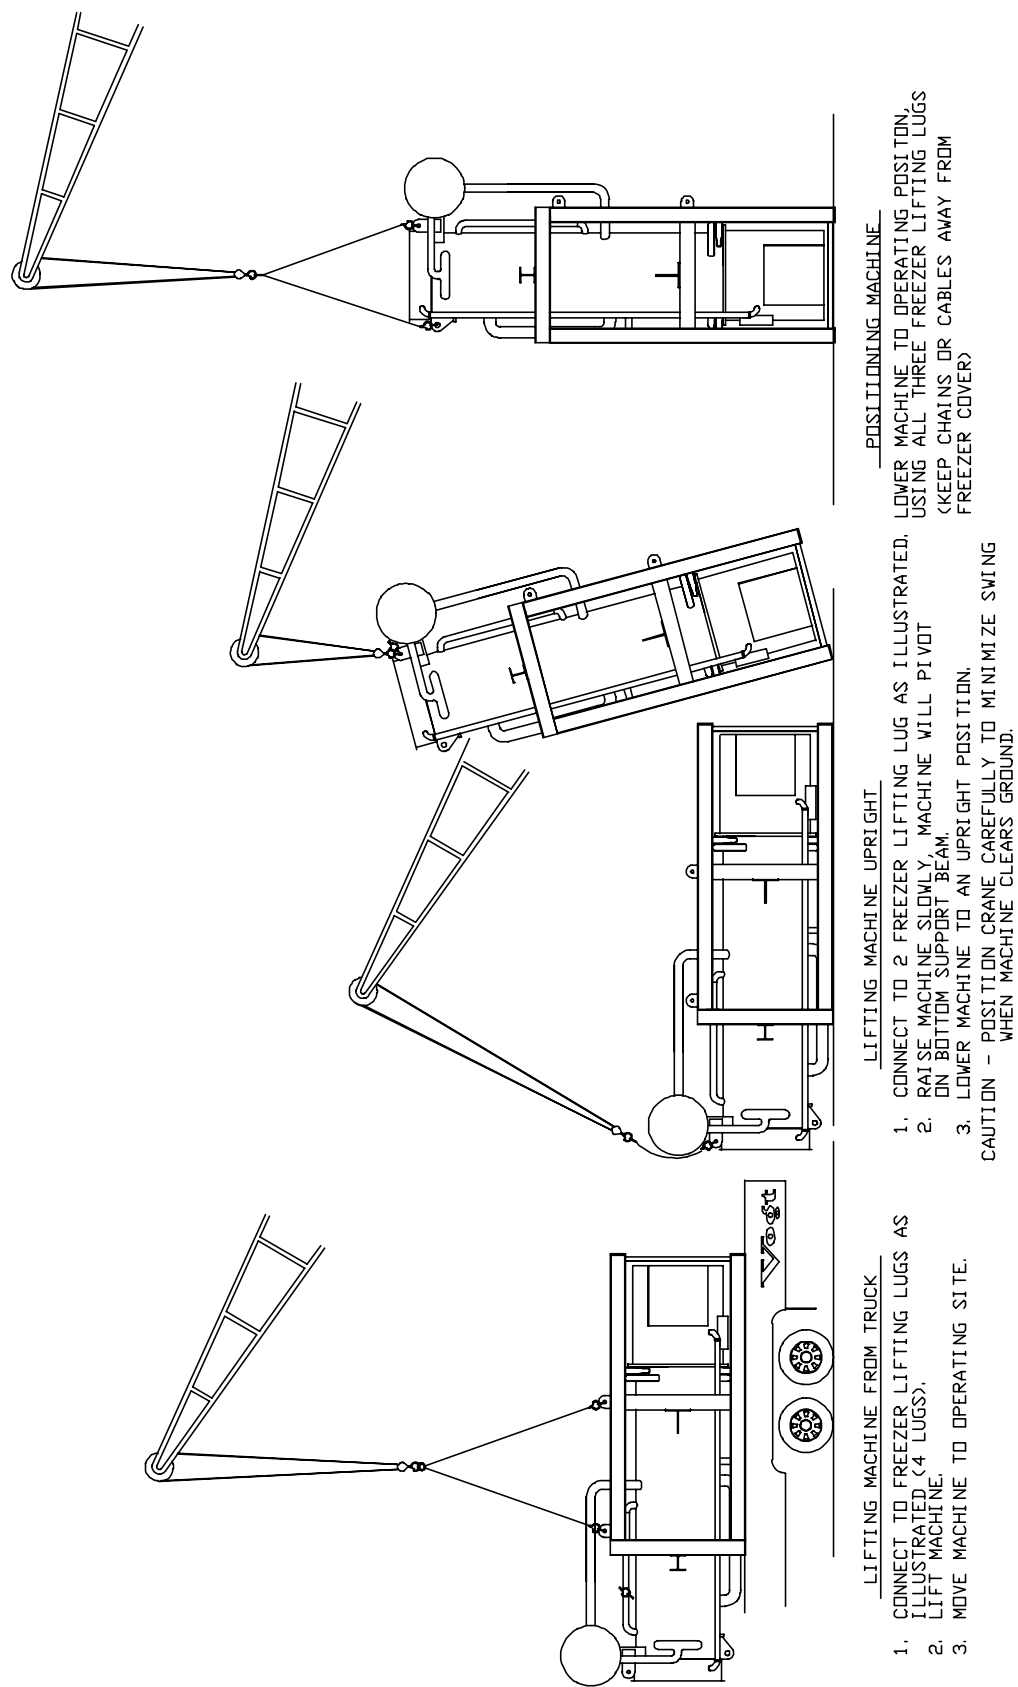 Vogt
LIFTING MACHINE FROM TRUCK
1. CONNECT TO FREEZER LIFTING LUGS AS
ILLUSTRATED (4 LUGS).
2. LIFT MACHINE.
3. MOVE MACHINE TO OPERATING SITE.
LIFTING MACHINE UPRIGHT
1. CONNECT TO 2 FREEZER LIFTING LUG AS ILLUSTRATED.
2. RAISE MACHINE SLOWLY, MACHINE WILL PIVOT
ON BOTTOM SUPPORT BEAM.
3. LOWER MACHINE TO AN UPRIGHT POSITION.
CAUTION - POSITION CRANE CAREFULLY TO MINIMIZE SWING
WHEN MACHINE CLEARS GROUND.
POSITIONING MACHINE
LOWER MACHINE TO OPERATING POSITON,
USING ALL THREE FREEZER LIFTING LUGS
(KEEP CHAINS OR CABLES AWAY FROM
FREEZER COVER)